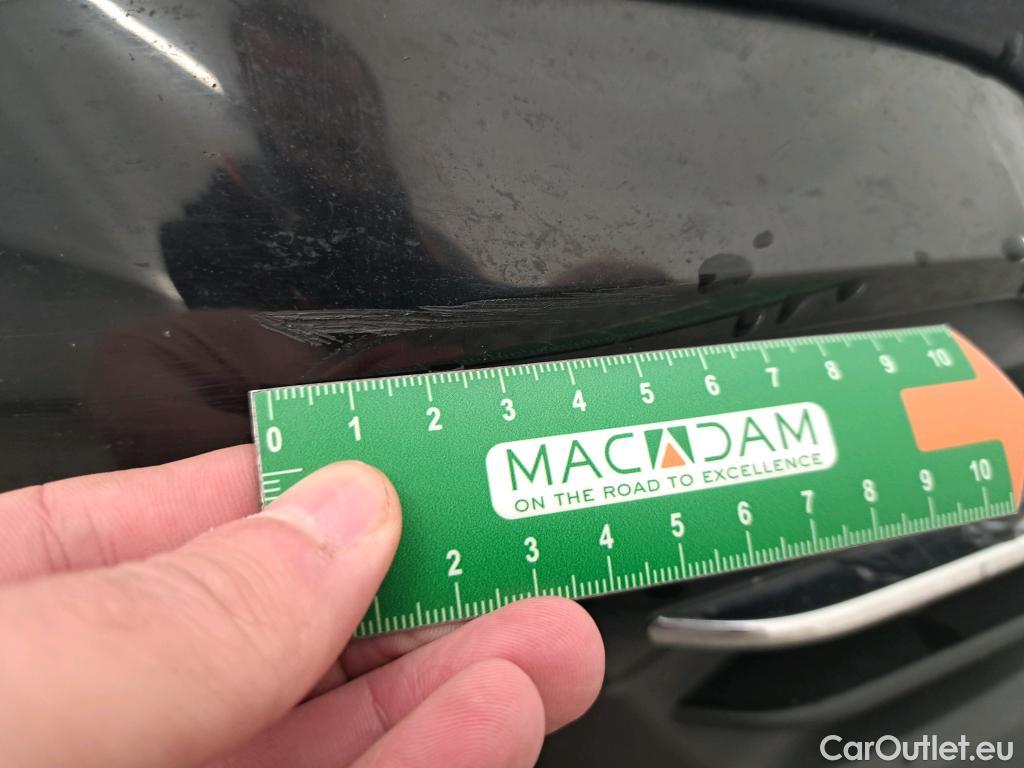 0 1 2 3 4 5 6 7 8 9 10
MACADAM
ON THE ROAD TO EXCELLENCE
2 3 4 5 6 7 8 9 10
CarOutlet.eu